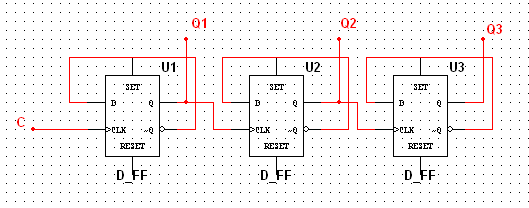 Q1 Q2 Q3
U1 U2 U3
SET SET SET
D Q D Q D Q
C
CLK ~Q CLK ~Q CLK ~Q
RESET RESET RESET
D_FF D_FF D_FF